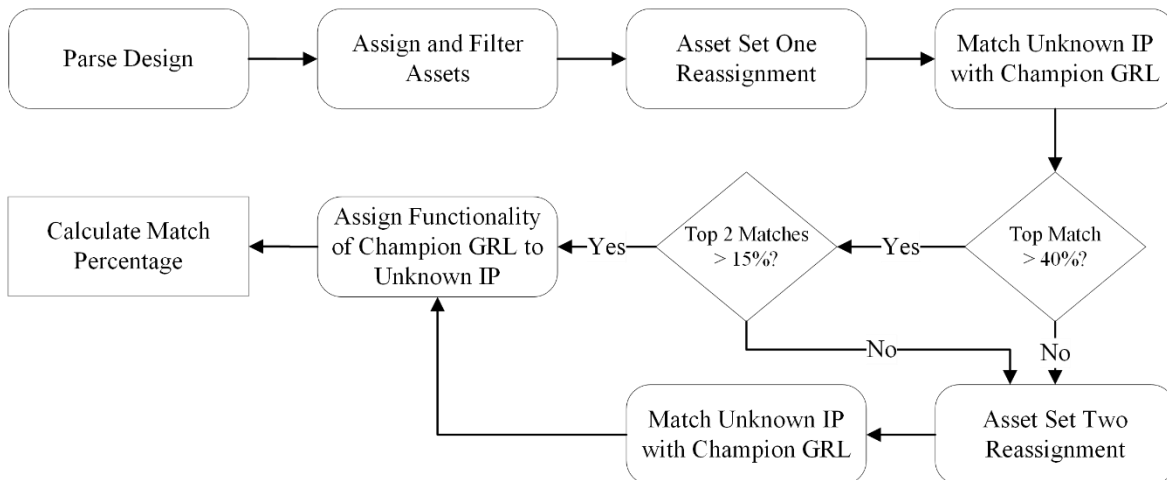 Parse Design
Assign and Filter
Assets
Asset Set One
Reassignment
Match Unknown IP
with Champion GRL
Top Match
> 40%?
Yes
Top 2 Matches
> 15%?
Yes
Assign Functionality
of Champion GRL to
Unknown IP
Calculate Match
Percentage
No
No
Asset Set Two
Reassignment
Match Unknown IP
with Champion GRL